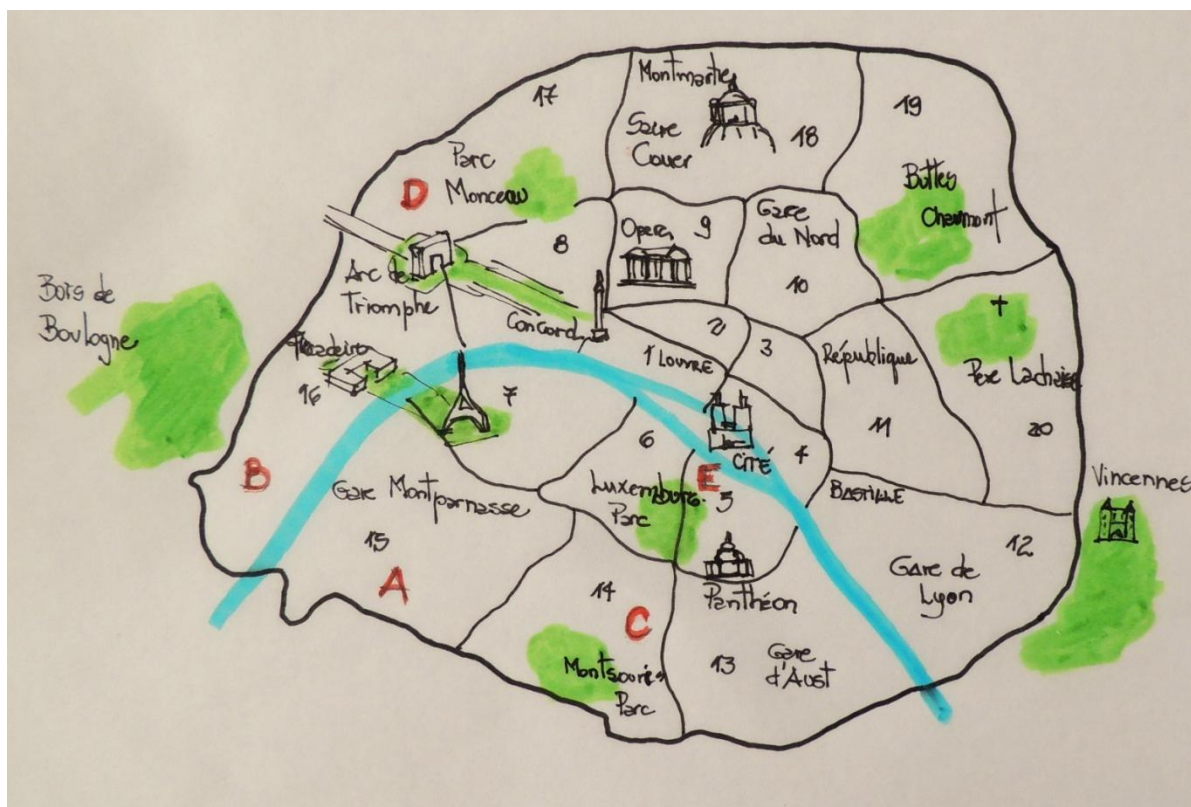 17
Montmartre
18
Sacre
Couer
19
Parc
Monceau
D
8
Opera
9
Gare
du Nord
10
Buttes
Chaumont
Bois de
Boulogne
Arc de
Triomphe
Concord
16
7
1 LOUVRE
2
3
République
11
Pere Lachaise
20
B
Gare Montparnasse
15
A
6
Luxemburg
Parc
E
5
CITÉ
4
BASTILLE
Vincennes
12
Gare de
Lyon
Panthéon
14
C
Montsouris
Parc
13
Gare
d'Aust